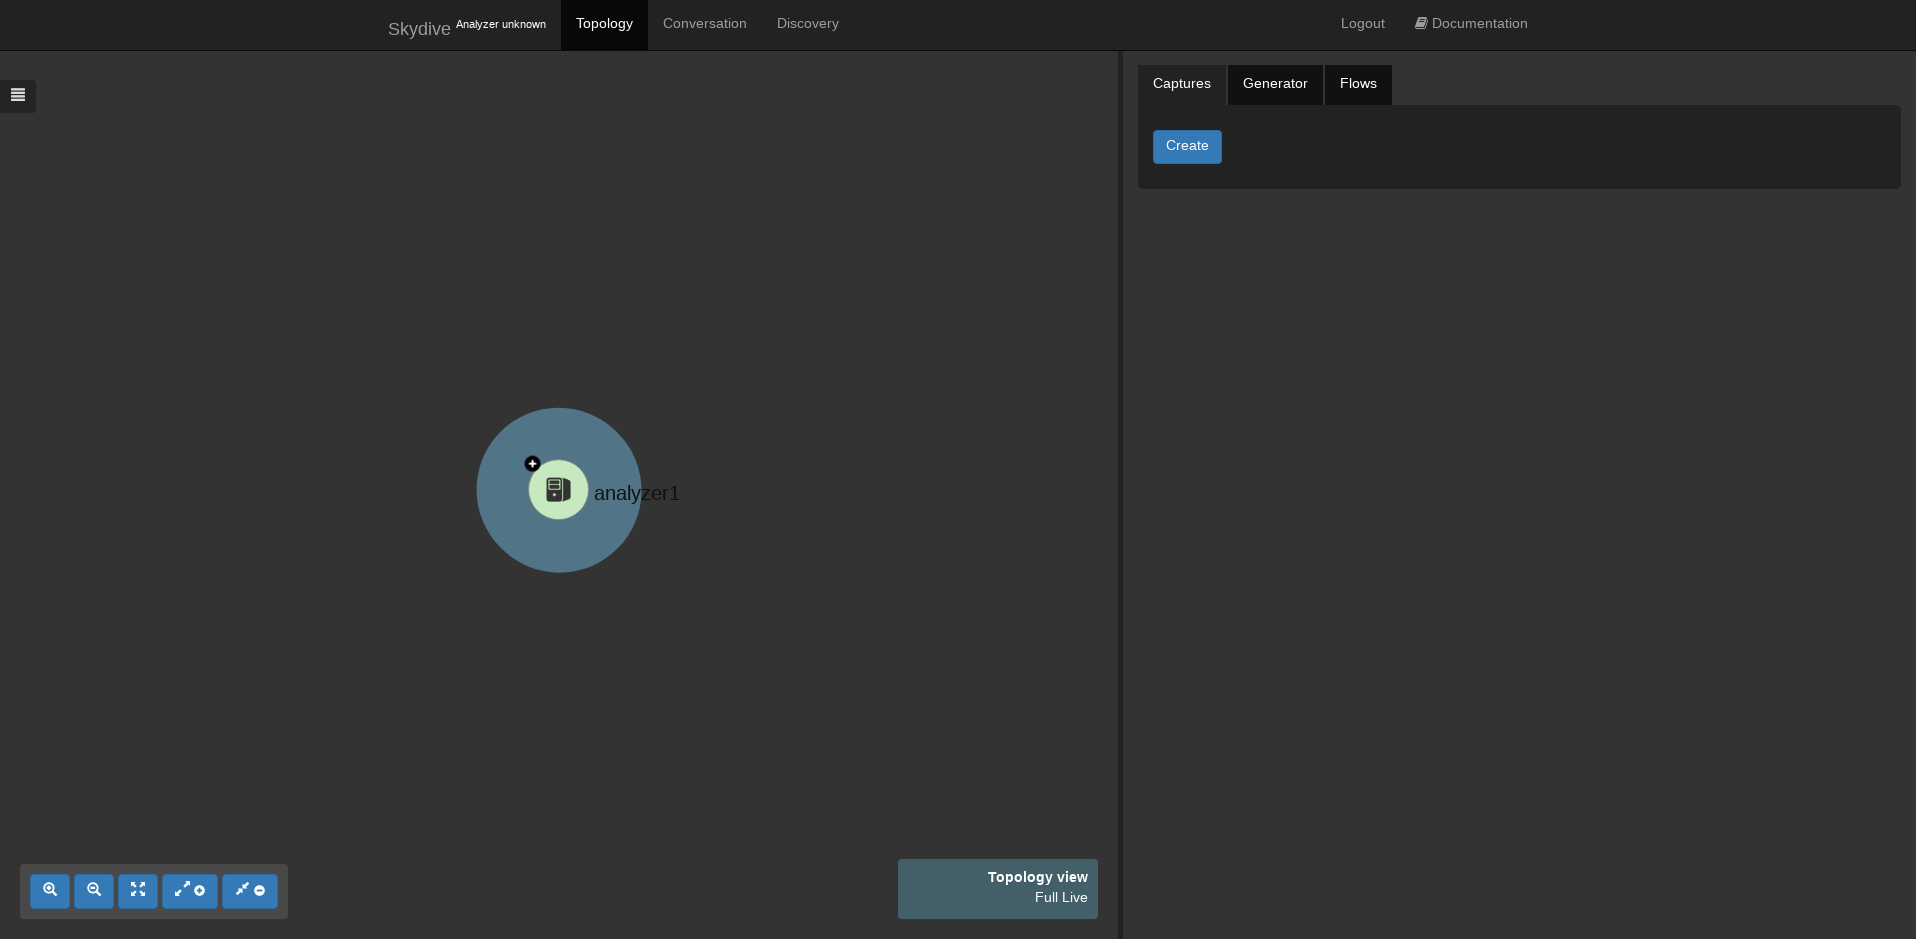 Skydive Analyzer unknown Topology Conversation Discovery Logout Documentation
Captures Generator Flows
Create
analyzer1
Topology view
Full Live